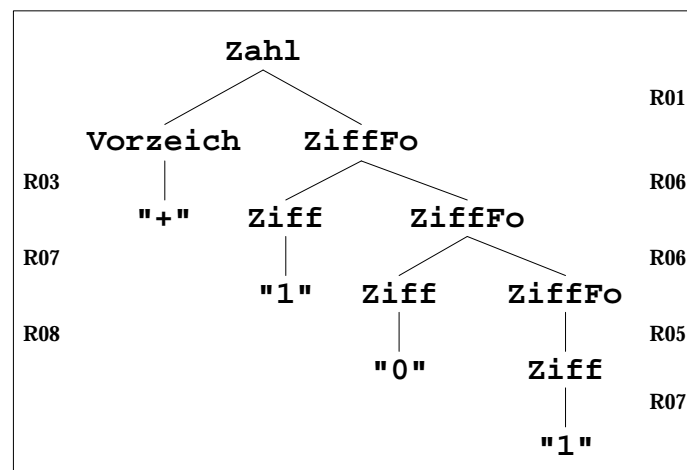 Zahl
R01
Vorzeich ZiffFo
R03 R06
"+" Ziff ZiffFo
R07 R06
"1" Ziff ZiffFo
R08 R05
"0" Ziff
R07
"1"